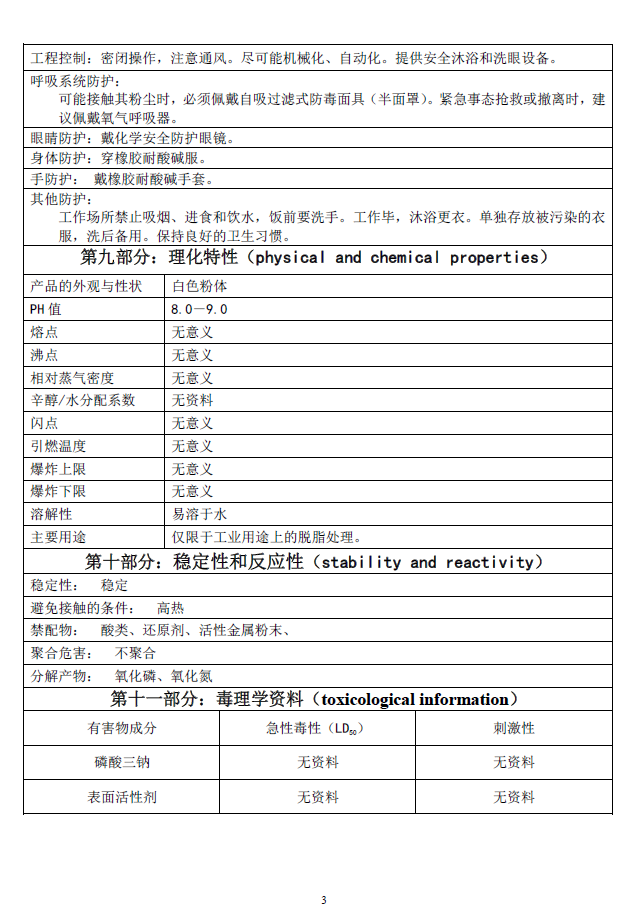 工程控制：密闭操作，注意通风。尽可能机械化、自动化。提供安全沐浴和洗眼设备。
呼吸系统防护：
可能接触其粉尘时，必须佩戴自吸过滤式防毒面具（半面罩）。紧急事态抢救或撤离时，建
议佩戴氧气呼吸器。
眼睛防护：戴化学安全防护眼镜。
身体防护：穿橡胶耐酸碱服。
手防护： 戴橡胶耐酸碱手套。
其他防护：
工作场所禁止吸烟、进食和饮水，饭前要洗手。工作毕，沐浴更衣。单独存放被污染的衣
服，洗后备用。保持良好的卫生习惯。
第九部分：理化特性（physical and chemical properties）
产品的外观与性状 白色粉体
PH 值 8.0－9.0
熔点 无意义
沸点 无意义
相对蒸气密度 无意义
辛醇/水分配系数 无资料
闪点 无意义
引燃温度 无意义
爆炸上限 无意义
爆炸下限 无意义
溶解性 易溶于水
主要用途 仅限于工业用途上的脱脂处理。
第十部分：稳定性和反应性（stability and reactivity）
稳定性： 稳定
避免接触的条件： 高热
禁配物： 酸类、还原剂、活性金属粉末、
聚合危害： 不聚合
分解产物： 氧化磷、氧化氮
第十一部分：毒理学资料（toxicological information）
有害物成分 急性毒性（LD50） 刺激性
磷酸三钠 无资料 无资料
表面活性剂 无资料 无资料
3